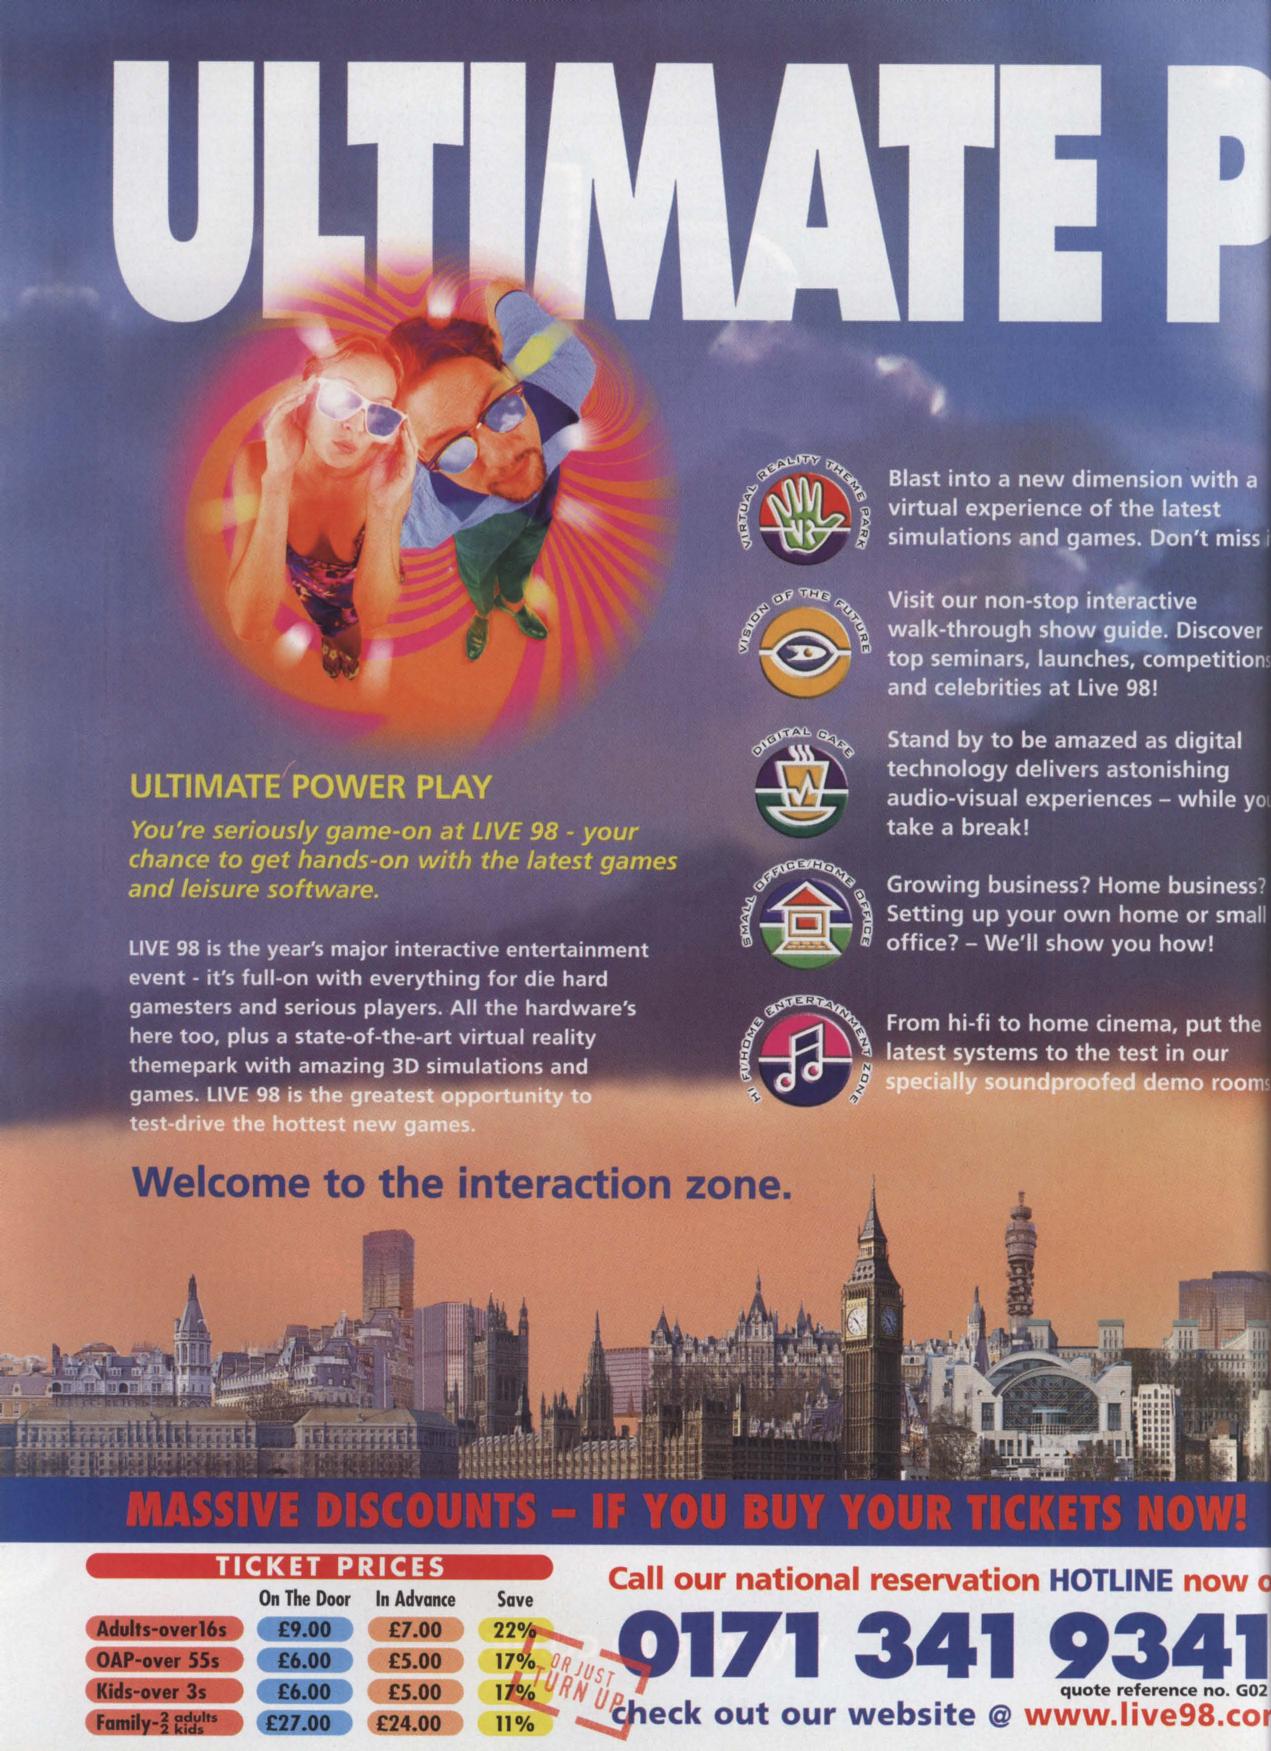 ULTIMATE P
ULTIMATE POWER PLAY
You're seriously game-on at LIVE 98 - your
chance to get hands-on with the latest games
and leisure software.
LIVE 98 is the year's major interactive entertainment
event - it's full-on with everything for die hard
gamesters and serious players. All the hardware's
here too, plus a state-of-the-art virtual reality
themepark with amazing 3D simulations and
games. LIVE 98 is the greatest opportunity to
test-drive the hottest new games.
Welcome to the interaction zone.
VIRTUAL REALITY THEME PARK
VR
Blast into a new dimension with a
virtual experience of the latest
simulations and games. Don't miss i
VISION OF THE FUTURE
Visit our non-stop interactive
walk-through show guide. Discover
top seminars, launches, competitions
and celebrities at Live 98!
DIGITAL CAFE
Stand by to be amazed as digital
technology delivers astonishing
audio-visual experiences – while you
take a break!
SMALL OFFICE/HOME OFFICE
Growing business? Home business?
Setting up your own home or small
office? – We'll show you how!
HI FI/HOME ENTERTAINMENT ZONE
From hi-fi to home cinema, put the
latest systems to the test in our
specially soundproofed demo rooms
MASSIVE DISCOUNTS – IF YOU BUY YOUR TICKETS NOW!
TICKET PRICES
On The Door In Advance Save
Adults-over16s £9.00 £7.00 22%
OAP-over 55s £6.00 £5.00 17%
Kids-over 3s £6.00 £5.00 17%
Family-2 adults 2 kids £27.00 £24.00 11%
OR JUST
TURN UP
Call our national reservation HOTLINE now o
0171 341 9341
quote reference no. G02
check out our website @ www.live98.co